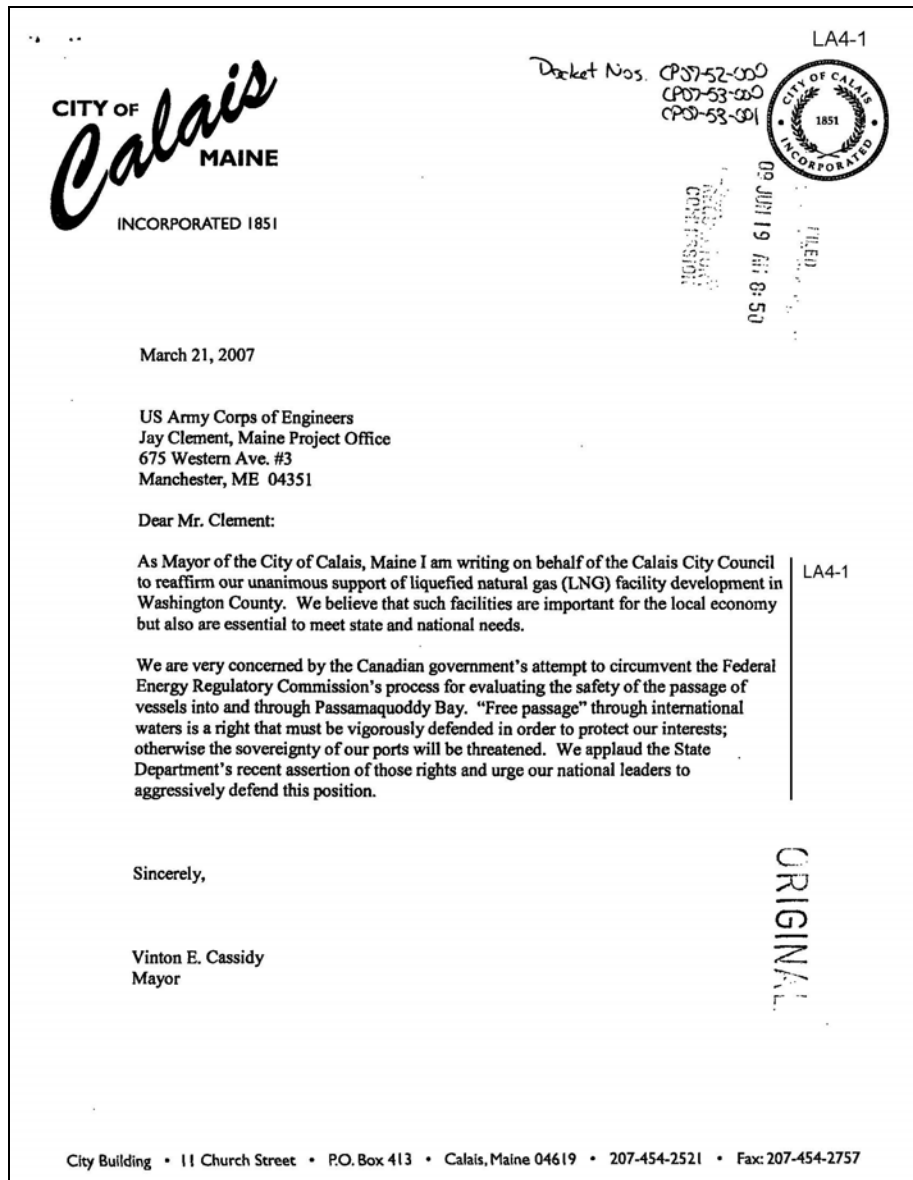 LA4-1
Docket Nos. CP07-52-000
CP07-53-000
CP07-53-001
CITY OF
Calais
MAINE
INCORPORATED 1851
CITY OF CALAIS
1851
INCORPORATED
FILED
09 JUN 19 AM 8:50
COMMISSION
March 21, 2007
US Army Corps of Engineers
Jay Clement, Maine Project Office
675 Western Ave. #3
Manchester, ME 04351
Dear Mr. Clement:
As Mayor of the City of Calais, Maine I am writing on behalf of the Calais City Council
to reaffirm our unanimous support of liquefied natural gas (LNG) facility development in
Washington County. We believe that such facilities are important for the local economy
but also are essential to meet state and national needs.
LA4-1
We are very concerned by the Canadian government's attempt to circumvent the Federal
Energy Regulatory Commission's process for evaluating the safety of the passage of
vessels into and through Passamaquoddy Bay. "Free passage" through international
waters is a right that must be vigorously defended in order to protect our interests;
otherwise the sovereignty of our ports will be threatened. We applaud the State
Department's recent assertion of those rights and urge our national leaders to
aggressively defend this position.
Sincerely,
ORIGINAL
Vinton E. Cassidy
Mayor
City Building • 11 Church Street • P.O. Box 413 • Calais, Maine 04619 • 207-454-2521 • Fax: 207-454-2757